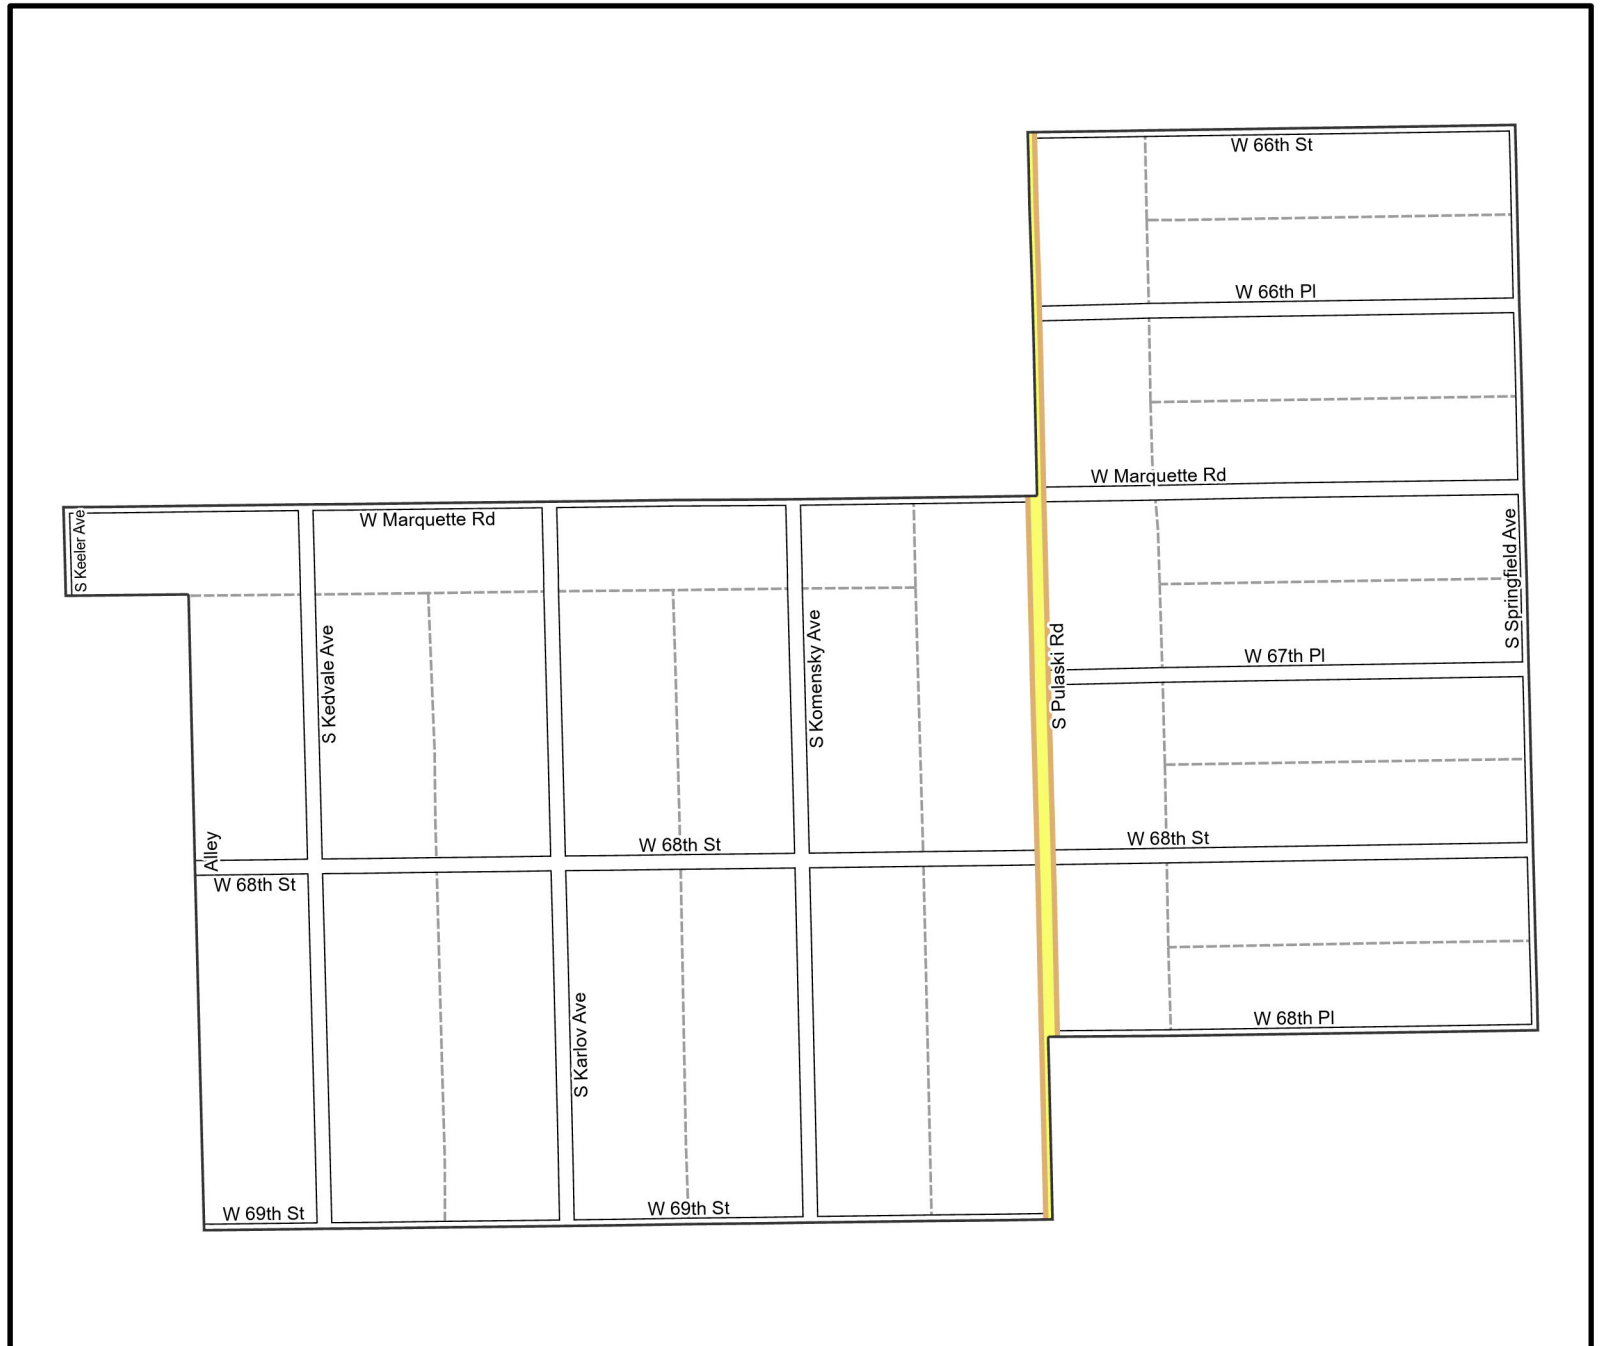 W 66th St
W 66th Pl
W Marquette Rd
W Marquette Rd
S Keeler Ave
S Springfield Ave
S Kedvale Ave
S Komensky Ave
S Pulaski Rd
W 67th Pl
W 68th St
W 68th St
Alley
W 68th St
S Karlov Ave
W 68th Pl
W 69th St
W 69th St